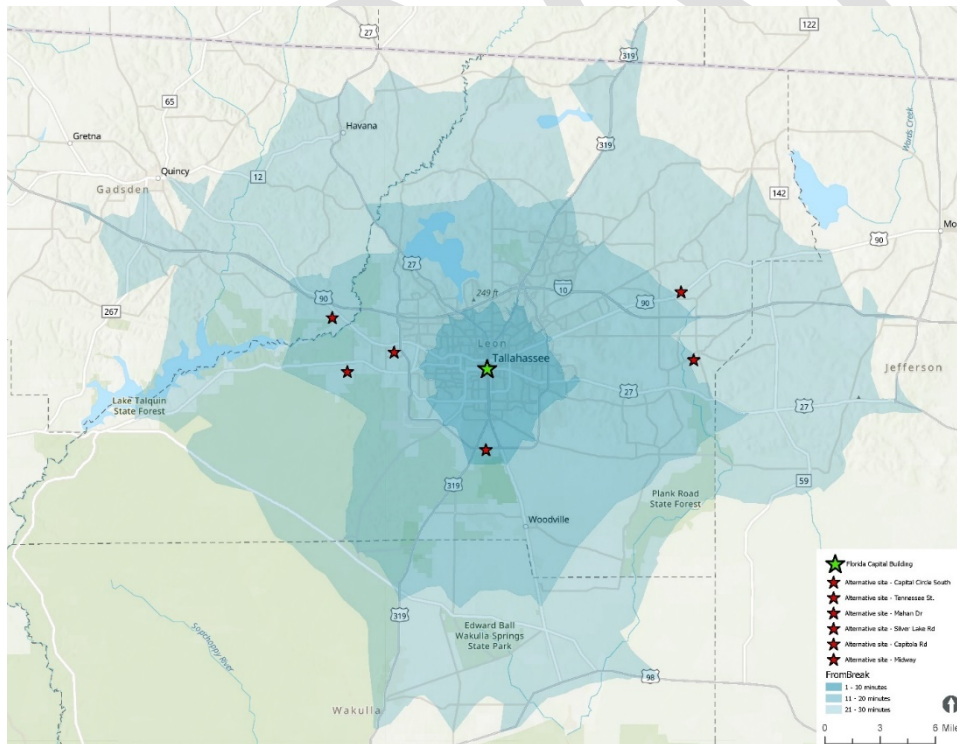 122
27
319
65
Havana
Gretna
Quincy
Wards Creek
12
Gadsden
142
319
Mo
90
27
249 ft
10
90
90
267
Leon
Tallahassee
Jefferson
Lake Talquin
State Forest
27
27
59
319
Plank Road
State Forest
Woodville
319
Edward Ball
Wakulla Springs
State Park
Sopchoppy River
98
Wakulla
Florida Capital Building
Alternative site - Capital Circle South
Alternative site - Tennessee St.
Alternative site - Mahan Dr
Alternative site - Silver Lake Rd
Alternative site - Capitola Rd
Alternative site - Midway
FromBreak
1 - 10 minutes
11 - 20 minutes
21 - 30 minutes
0 3 6 Mile